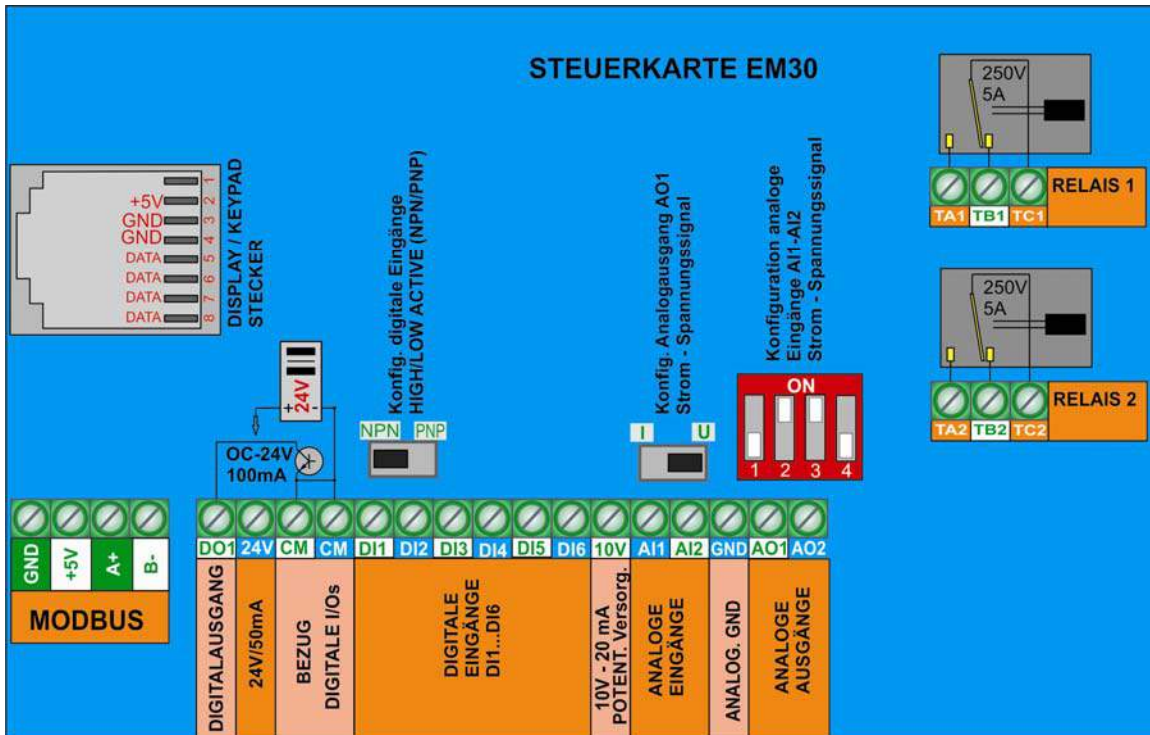 STEUERKARTE EM30
1
+5V 2
GND 3
GND 4
DATA 5
DATA 6
DATA 7
DATA 8
DISPLAY / KEYPAD
STECKER
+ 24V -
OC-24V
100mA
Konfig. digitale Eingänge
HIGH/LOW ACTIVE (NPN/PNP)
NPN PNP
Konfig. Analogausgang AO1
Strom - Spannungssignal
I U
Konfiguration analoge
Eingänge AI1-AI2
Strom - Spannungssignal
ON
1 2 3 4
250V
5A
RELAIS 1
TA1 TB1 TC1
250V
5A
RELAIS 2
TA2 TB2 TC2
GND +5V A+ B-
MODBUS
DO1 24V CM CM DI1 DI2 DI3 DI4 DI5 DI6 10V AI1 AI2 GND AO1 AO2
DIGITALAUSGANG
24V/50mA
BEZUG
DIGITALE I/Os
DIGITALE
EINGÄNGE
DI1...DI6
10V - 20 mA
POTENT. Versorg.
ANALOGE
EINGÄNGE
ANALOG. GND
ANALOGE
AUSGÄNGE